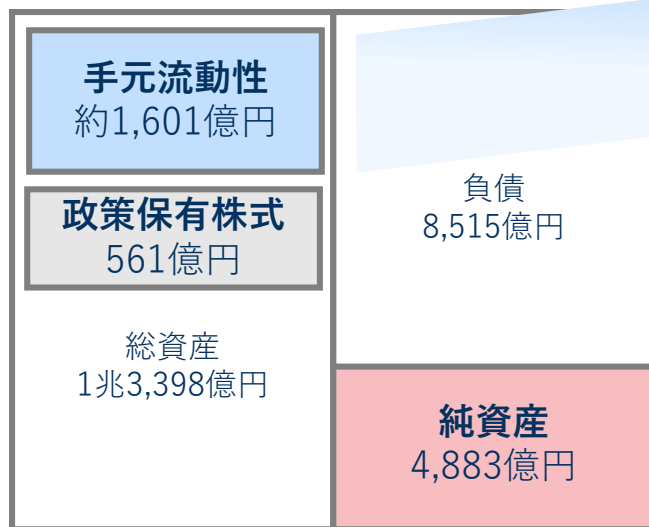 手元流動性
約1,601億円
政策保有株式
561億円
総資産
1兆3,398億円
負債
8,515億円
純資産
4,883億円